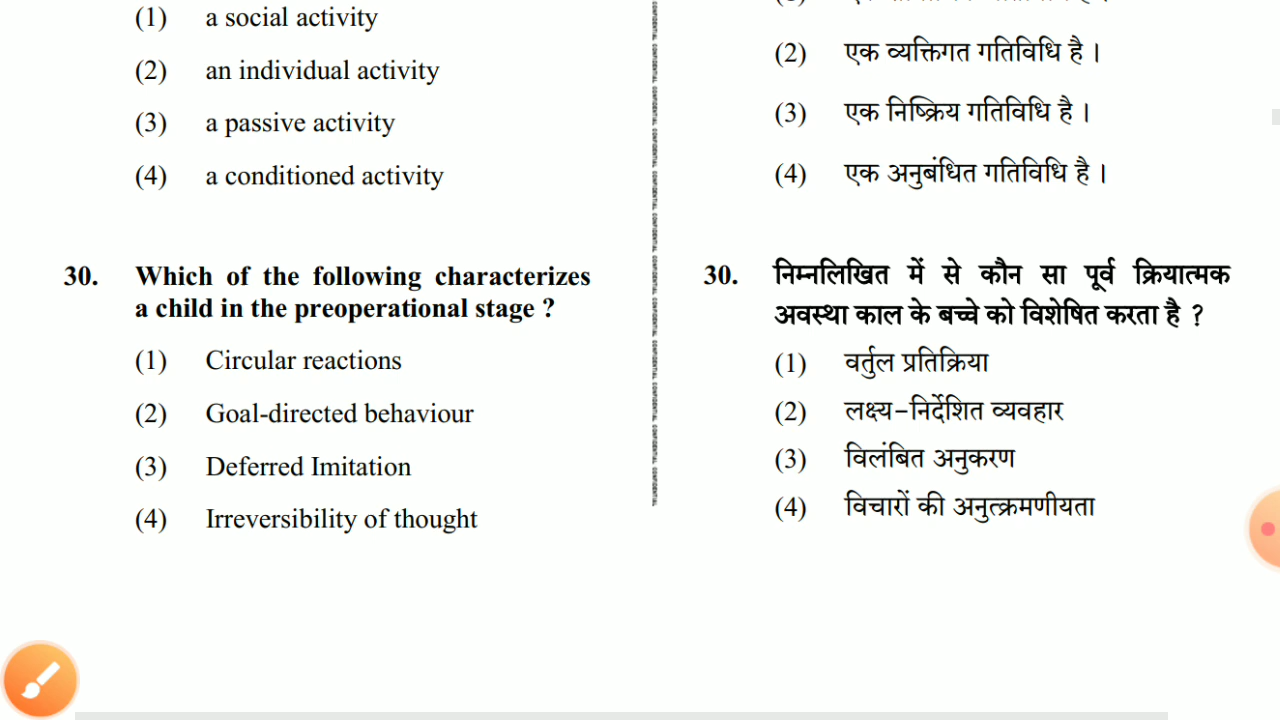 (1) a social activity
(2) an individual activity
(3) a passive activity
(4) a conditioned activity
30. Which of the following characterizes
a child in the preoperational stage ?
(1) Circular reactions
(2) Goal-directed behaviour
(3) Deferred Imitation
(4) Irreversibility of thought
(2) एक व्यक्तिगत गतिविधि है ।
(3) एक निष्क्रिय गतिविधि है ।
(4) एक अनुबंधित गतिविधि है ।
30. निम्नलिखित में से कौन सा पूर्व क्रियात्मक
अवस्था काल के बच्चे को विशेषित करता है ?
(1) वर्तुल प्रतिक्रिया
(2) लक्ष्य-निर्देशित व्यवहार
(3) विलंबित अनुकरण
(4) विचारों की अनुत्क्रमणीयता